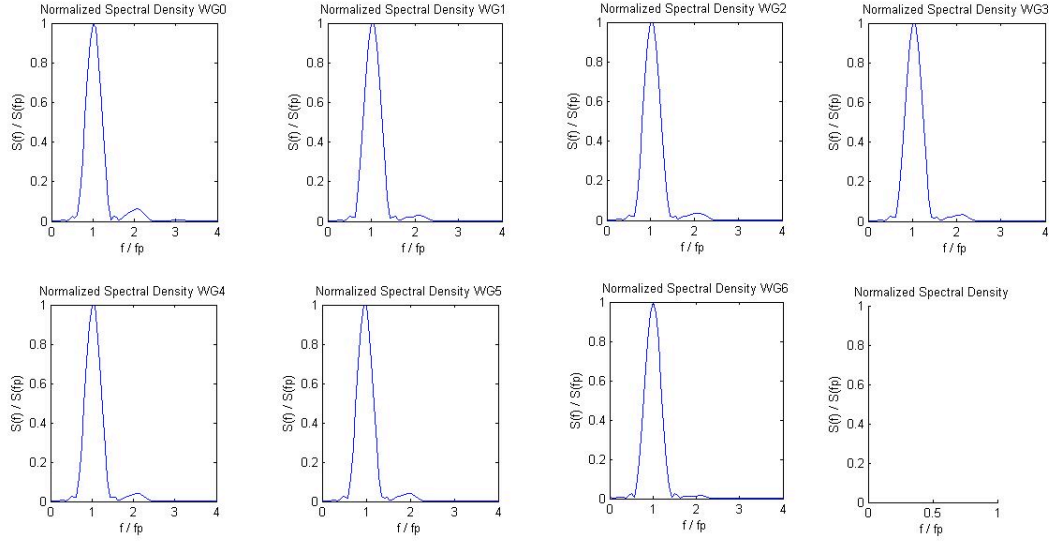 Normalized Spectral Density WG0
1
0.8
0.6
0.4
0.2
0
S(f) / S(fp)
0 1 2 3 4
f / fp
Normalized Spectral Density WG1
1
0.8
0.6
0.4
0.2
0
S(f) / S(fp)
0 1 2 3 4
f / fp
Normalized Spectral Density WG2
1
0.8
0.6
0.4
0.2
0
S(f) / S(fp)
0 1 2 3 4
f / fp
Normalized Spectral Density WG3
1
0.8
0.6
0.4
0.2
0
S(f) / S(fp)
0 1 2 3 4
f / fp
Normalized Spectral Density WG4
1
0.8
0.6
0.4
0.2
0
S(f) / S(fp)
0 1 2 3 4
f / fp
Normalized Spectral Density WG5
1
0.8
0.6
0.4
0.2
0
S(f) / S(fp)
0 1 2 3 4
f / fp
Normalized Spectral Density WG6
1
0.8
0.6
0.4
0.2
0
S(f) / S(fp)
0 1 2 3 4
f / fp
Normalized Spectral Density
1
0.8
0.6
0.4
0.2
0
S(f) / S(fp)
0 0.5 1
f / fp